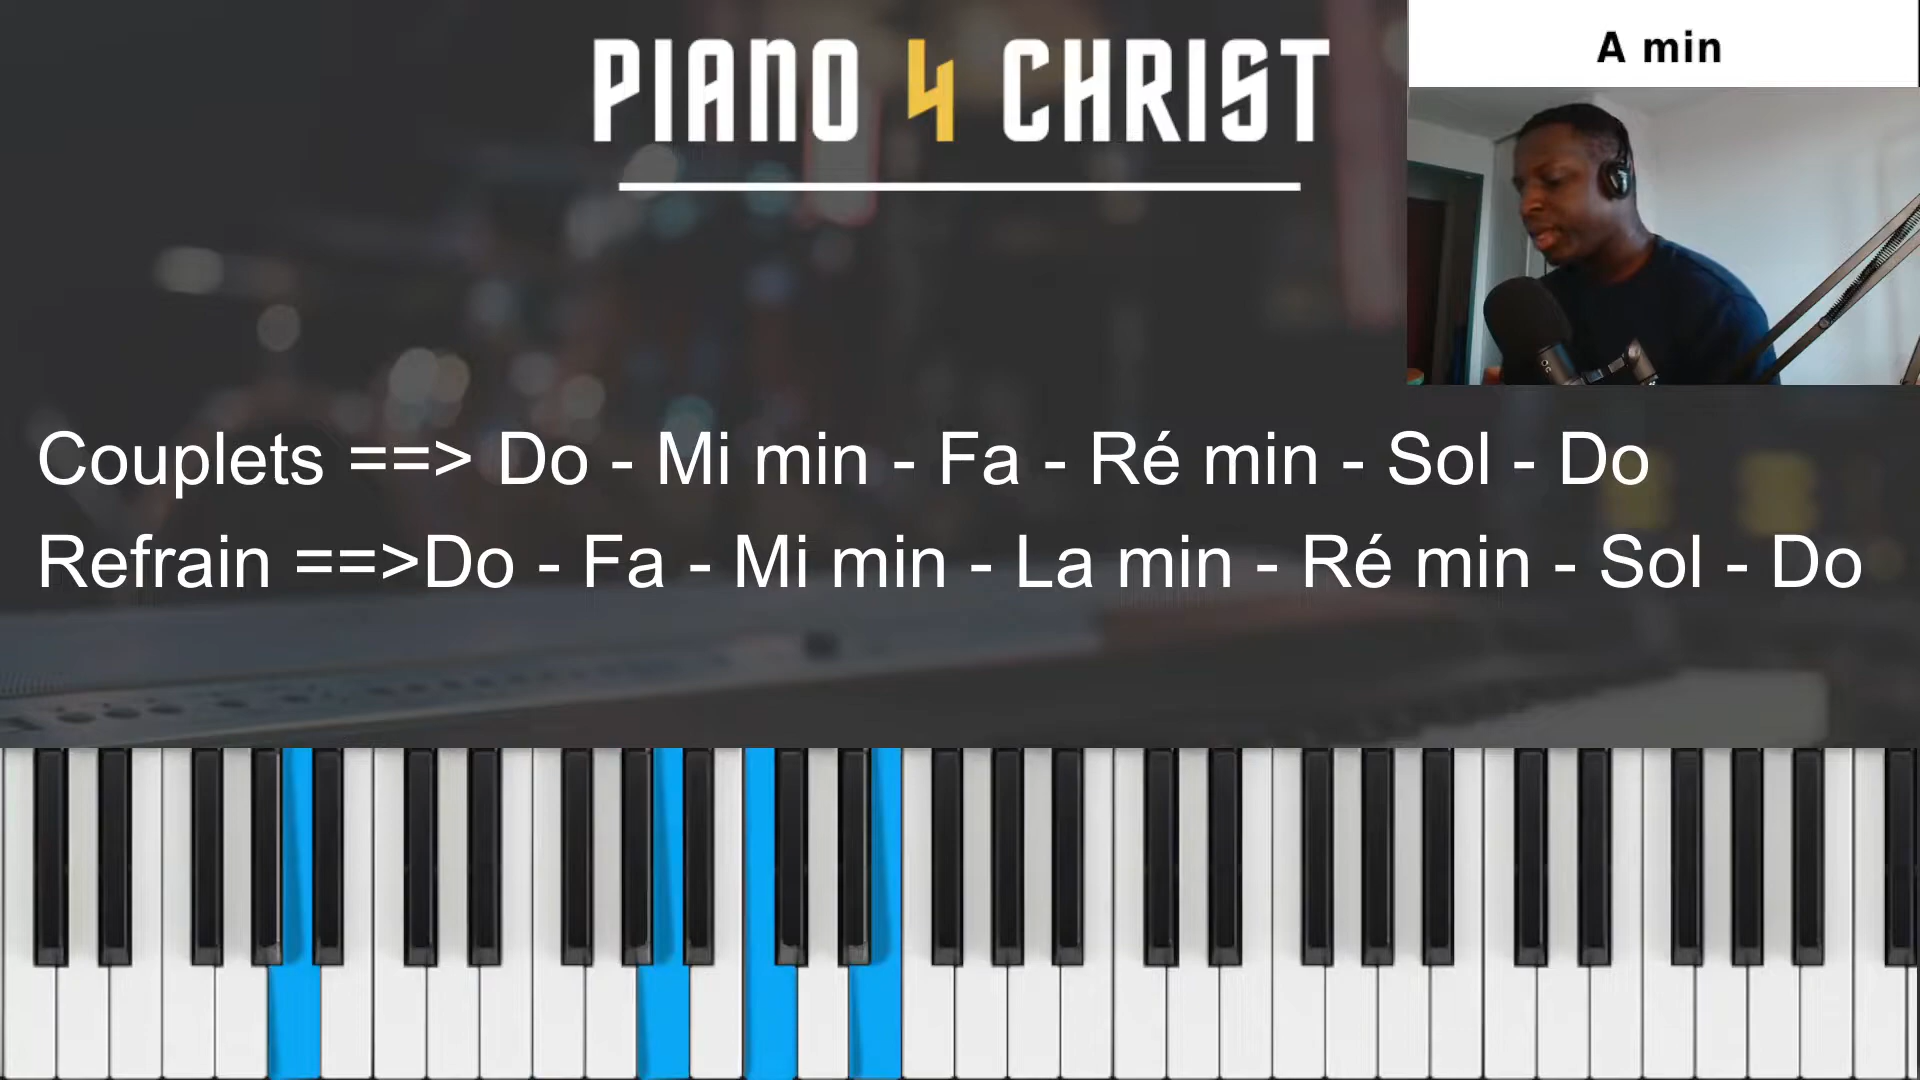 PIANO 4 CHRIST
A min
Couplets ==> Do - Mi min - Fa - Ré min - Sol - Do
Refrain ==>Do - Fa - Mi min - La min - Ré min - Sol - Do